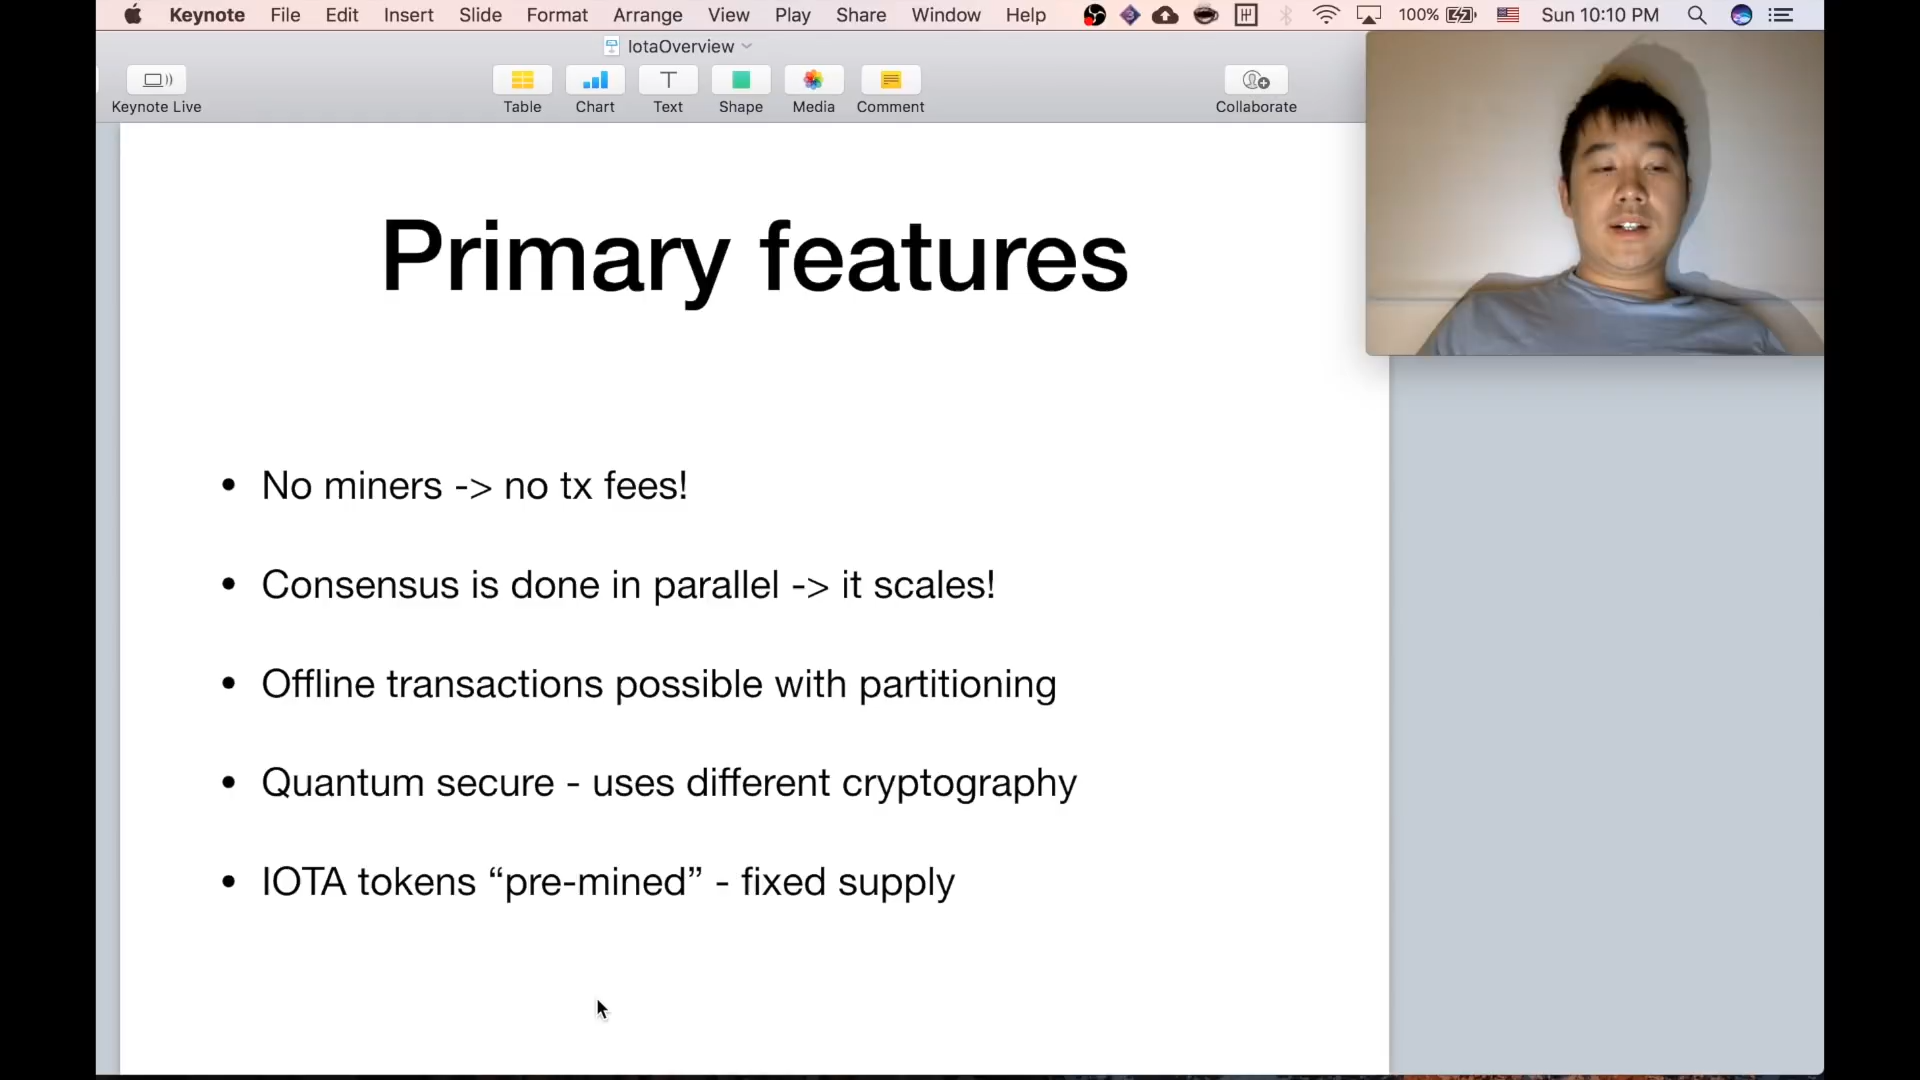 Keynote File Edit Insert Slide Format Arrange View Play Share Window Help 100% Sun 10:10 PM
IotaOverview
Keynote Live Table Chart Text Shape Media Comment Collaborate
Primary features
• No miners -> no tx fees!
• Consensus is done in parallel -> it scales!
• Offline transactions possible with partitioning
• Quantum secure - uses different cryptography
• IOTA tokens “pre-mined” - fixed supply